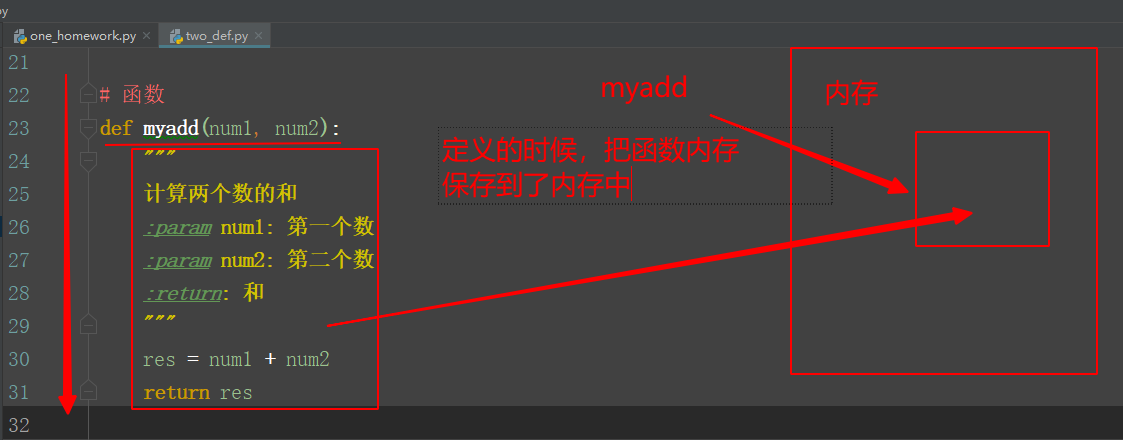 py
one_homework.py
two_def.py
21
22 # 函数
23 def myadd(num1, num2):
24 """
25 计算两个数的和
26 :param num1: 第一个数
27 :param num2: 第二个数
28 :return: 和
29 """
30 res = num1 + num2
31 return res
32
myadd
内存
定义的时候，把函数内存
保存到了内存中